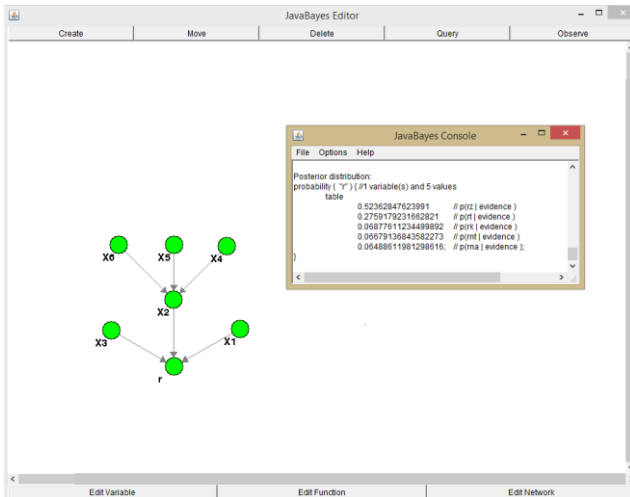 JavaBayes Editor
Create Move Delete Query Observe
JavaBayes Console
File Options Help
Posterior distribution:
probability ( "r" ) { //1 variable(s) and 5 values
table
0.52362847623991 // p(rz | evidence )
0.2759179231662821 // p(rt | evidence )
0.06877611234499892 // p(rk | evidence )
0.06679136843582273 // p(rnt | evidence )
0.06488611981298616; // p(rna | evidence );
}
X6 X5 X4
X2
X3 X1
r
Edit Variable Edit Function Edit Network